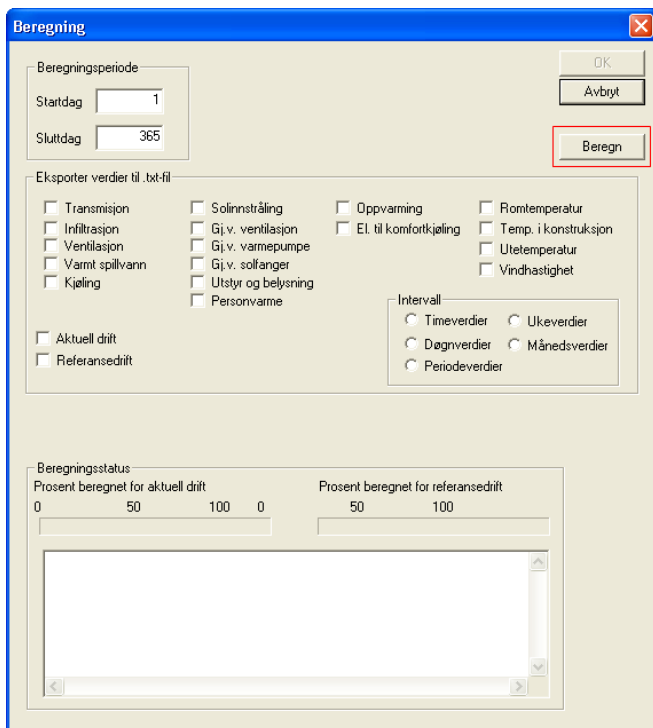 Beregning
Beregningsperiode
Startdag 1
Sluttdag 365
OK
Avbryt
Beregn
Eksporter verdier til .txt-fil
Transmisjon Solinnstråling Oppvarming Romtemperatur
Infiltrasjon Gj.v. ventilasjon El. til komfortkjøling Temp. i konstruksjon
Ventilasjon Gj.v. varmepumpe Utetemperatur
Varmt spillvann Gj.v. solfanger Vindhastighet
Kjøling Utstyr og belysning
Personvarme
Intervall
Timeverdier Ukeverdier
Døgnverdier Månedsverdier
Periodeverdier
Aktuell drift
Referansedrift
Beregningsstatus
Prosent beregnet for aktuell drift Prosent beregnet for referansedrift
0 50 100 0 50 100